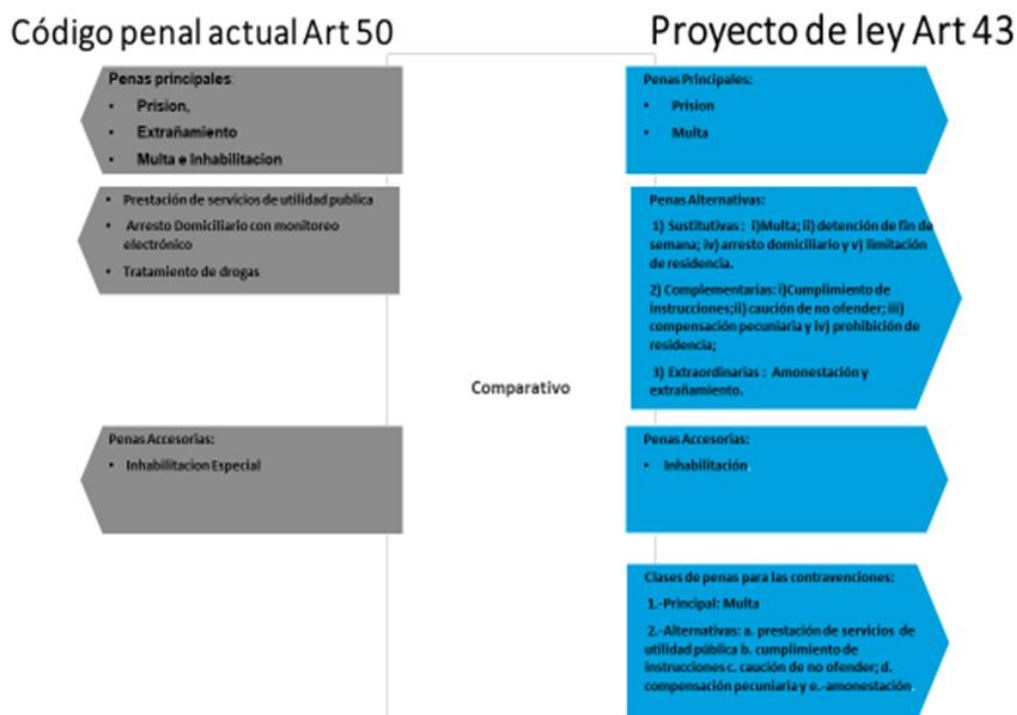 Código penal actual Art 50
Penas principales:
• Prision,
• Extrañamiento
• Multa e Inhabilitacion
• Prestación de servicios de utilidad publica
• Arresto Domiciliario con monitoreo
electrónico
• Tratamiento de drogas
Penas Accesorias:
• Inhabilitacion Especial
Comparativo
Proyecto de ley Art 43
Penas Principales:
• Prision
• Multa
Penas Alternativas:
1) Sustitutivas : i)Multa; ii) detención de fin de
semana; iv) arresto domiciliario y v) limitación
de residencia.
2) Complementarias: i)Cumplimiento de
instrucciones;ii) caución de no ofender; iii)
compensación pecuniaria y iv) prohibición de
residencia;
3) Extraordinarias : Amonestación y
extrañamiento.
Penas Accesorias:
• Inhabilitación.
Clases de penas para las contravenciones:
1.-Principal: Multa
2.-Alternativas: a. prestación de servicios de
utilidad pública b. cumplimiento de
instrucciones c. caución de no ofender; d.
compensación pecuniaria y e.-amonestación.